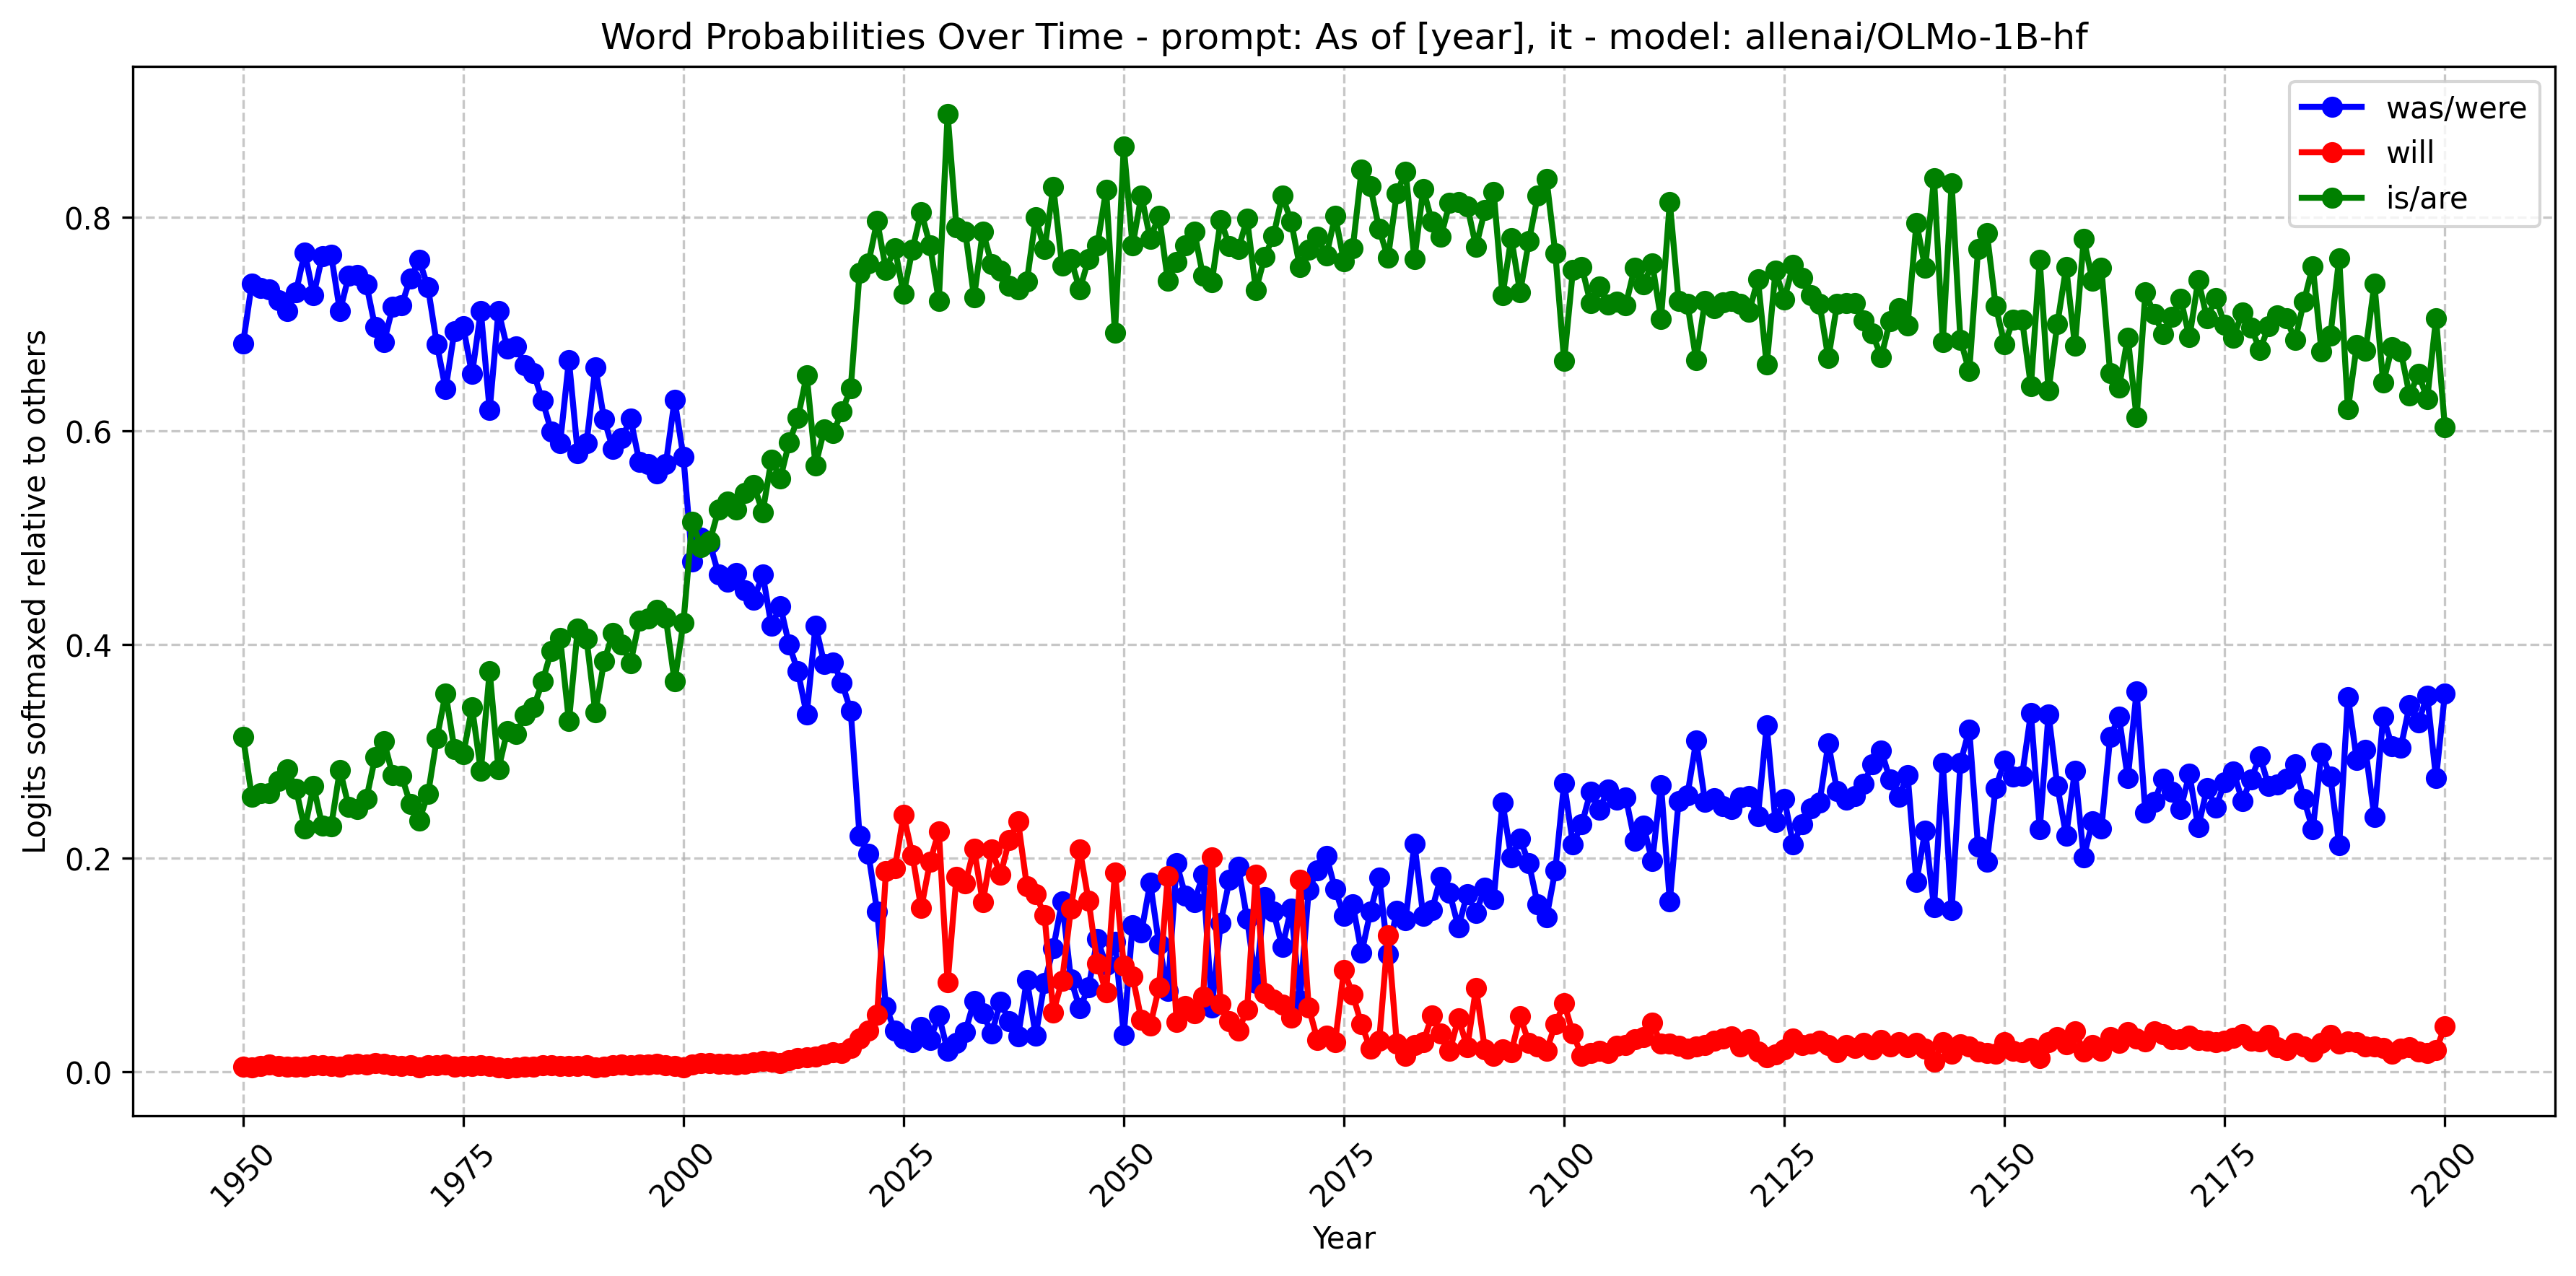 Word Probabilities Over Time - prompt: As of [year], it - model: allenai/OLMo-1B-hf
was/were
will
is/are
Logits softmaxed relative to others
0.8
0.6
0.4
0.2
0.0
1950
1975
2000
2025
2050
2075
2100
2125
2150
2175
2200
Year